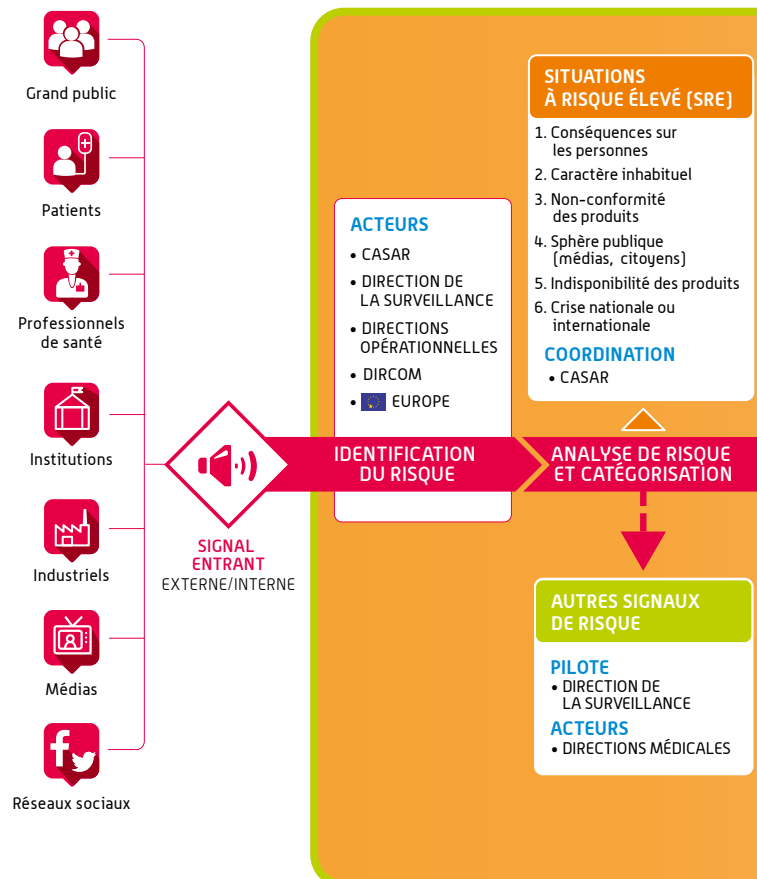 Grand public
Patients
Professionnels
de santé
Institutions
Industriels
Médias
Réseaux sociaux
SIGNAL
ENTRANT
EXTERNE/INTERNE
ACTEURS
• CASAR
• DIRECTION DE
LA SURVEILLANCE
• DIRECTIONS
OPÉRATIONNELLES
• DIRCOM
• EUROPE
IDENTIFICATION
DU RISQUE
SITUATIONS
À RISQUE ÉLEVÉ (SRE)
1. Conséquences sur
les personnes
2. Caractère inhabituel
3. Non-conformité
des produits
4. Sphère publique
(médias, citoyens)
5. Indisponibilité des produits
6. Crise nationale ou
internationale
COORDINATION
• CASAR
ANALYSE DE RISQUE
ET CATÉGORISATION
AUTRES SIGNAUX
DE RISQUE
PILOTE
• DIRECTION DE
LA SURVEILLANCE
ACTEURS
• DIRECTIONS MÉDICALES